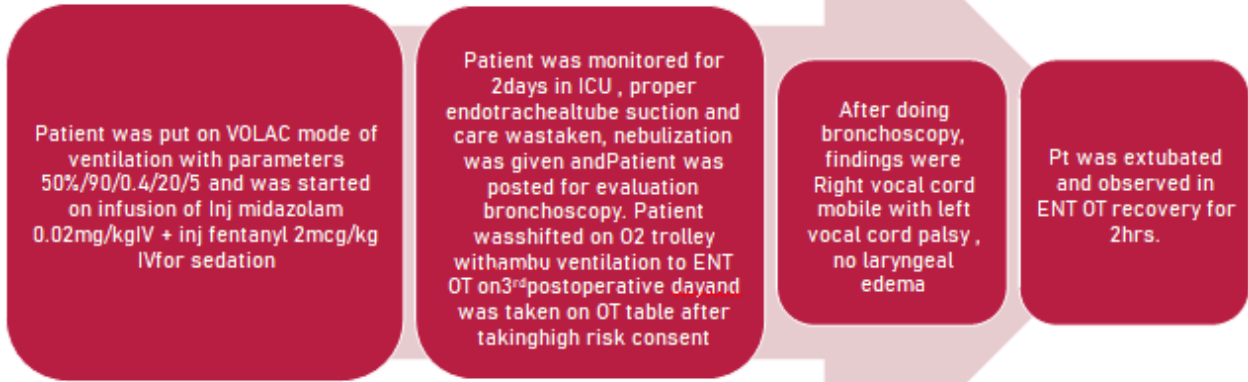 Patient was put on VOLAC mode of
ventilation with parameters
50%/90/0.4/20/5 and was started
on infusion of Inj midazolam
0.02mg/kgIV + inj fentanyl 2mcg/kg
IVfor sedation
Patient was monitored for
2days in ICU , proper
endotrachealtube suction and
care wastaken, nebulization
was given andPatient was
posted for evaluation
bronchoscopy. Patient
wasshifted on O2 trolley
withambu ventilation to ENT
OT on3rdpostoperative dayand
was taken on OT table after
takinghigh risk consent
After doing
bronchoscopy,
findings were
Right vocal cord
mobile with left
vocal cord palsy ,
no laryngeal
edema
Pt was extubated
and observed in
ENT OT recovery for
2hrs.